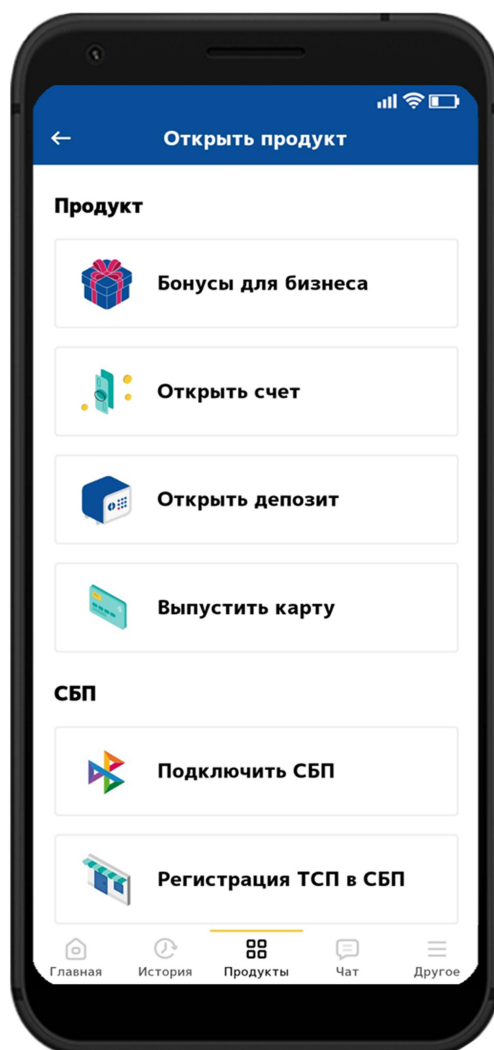 Открыть продукт
Продукт
Бонусы для бизнеса
Открыть счет
Открыть депозит
Выпустить карту
СБП
Подключить СБП
Регистрация ТСП в СБП
Главная
История
Продукты
Чат
Другое